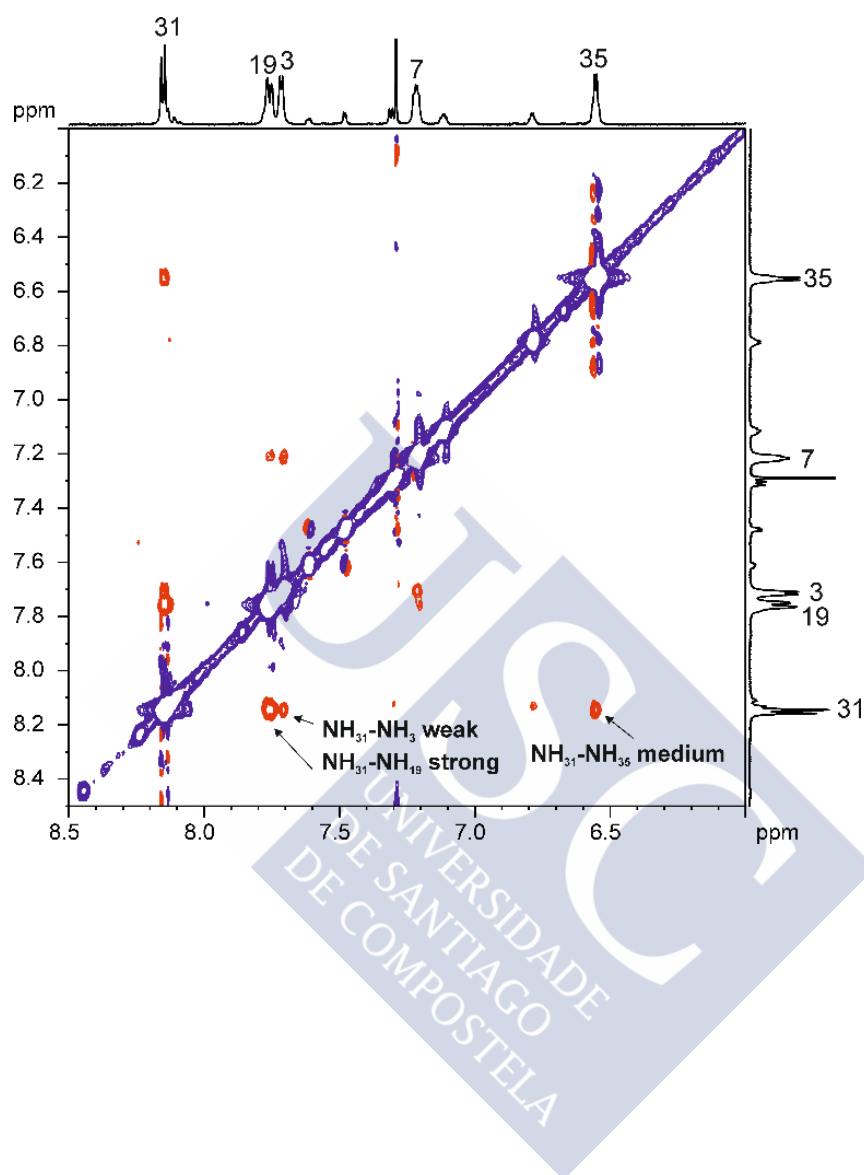 31
19 3
7
35
ppm
6.2
6.4
6.6
6.8
7.0
7.2
7.4
7.6
7.8
8.0
8.2
8.4
35
7
3
19
31
NH₃₁-NH₃ weak
NH₃₁-NH₁₉ strong
NH₃₁-NH₃₅ medium
8.5 8.0 7.5 7.0 6.5 ppm
USC
UNIVERSIDADE
DE SANTIAGO
DE COMPOSTELA